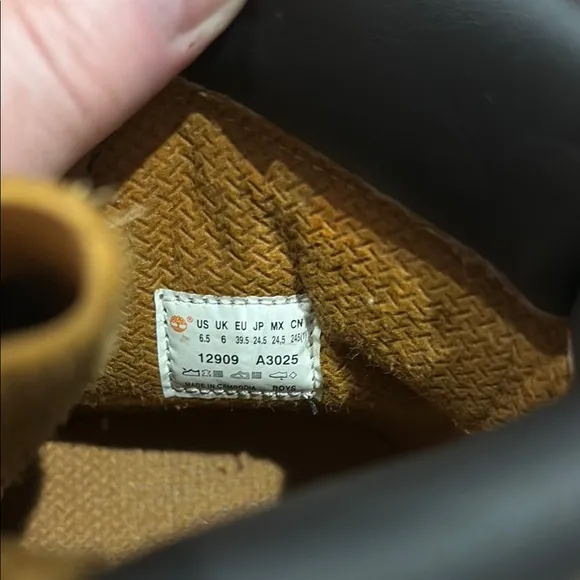 ® US UK EU JP MX CN
6.5 6 39.5 24.5 24.5 245(
12909 A3025
MADE IN CAMBODIA BOYS